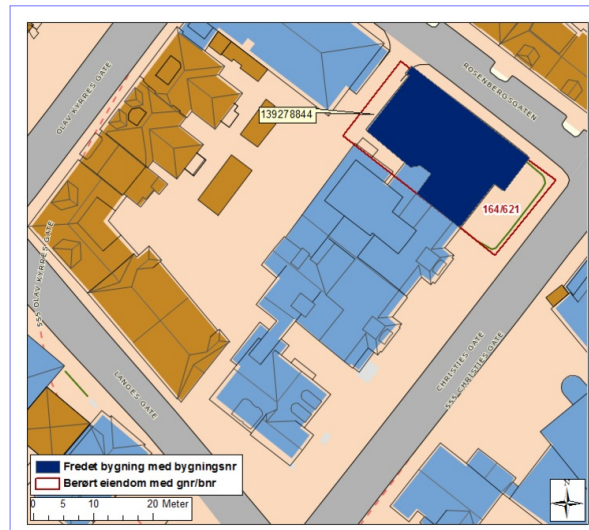 OLAV KYRRES GATE
ROSENBERGSGATEN
139278844
164/621
555 OLAV KYRRES GATE
LANGES GATE
CHRISTIES GATE
555 CHRISTIES GATE
Fredet bygning med bygningsnr
Berørt eiendom med gnr/bnr
0 5 10 20 Meter
N